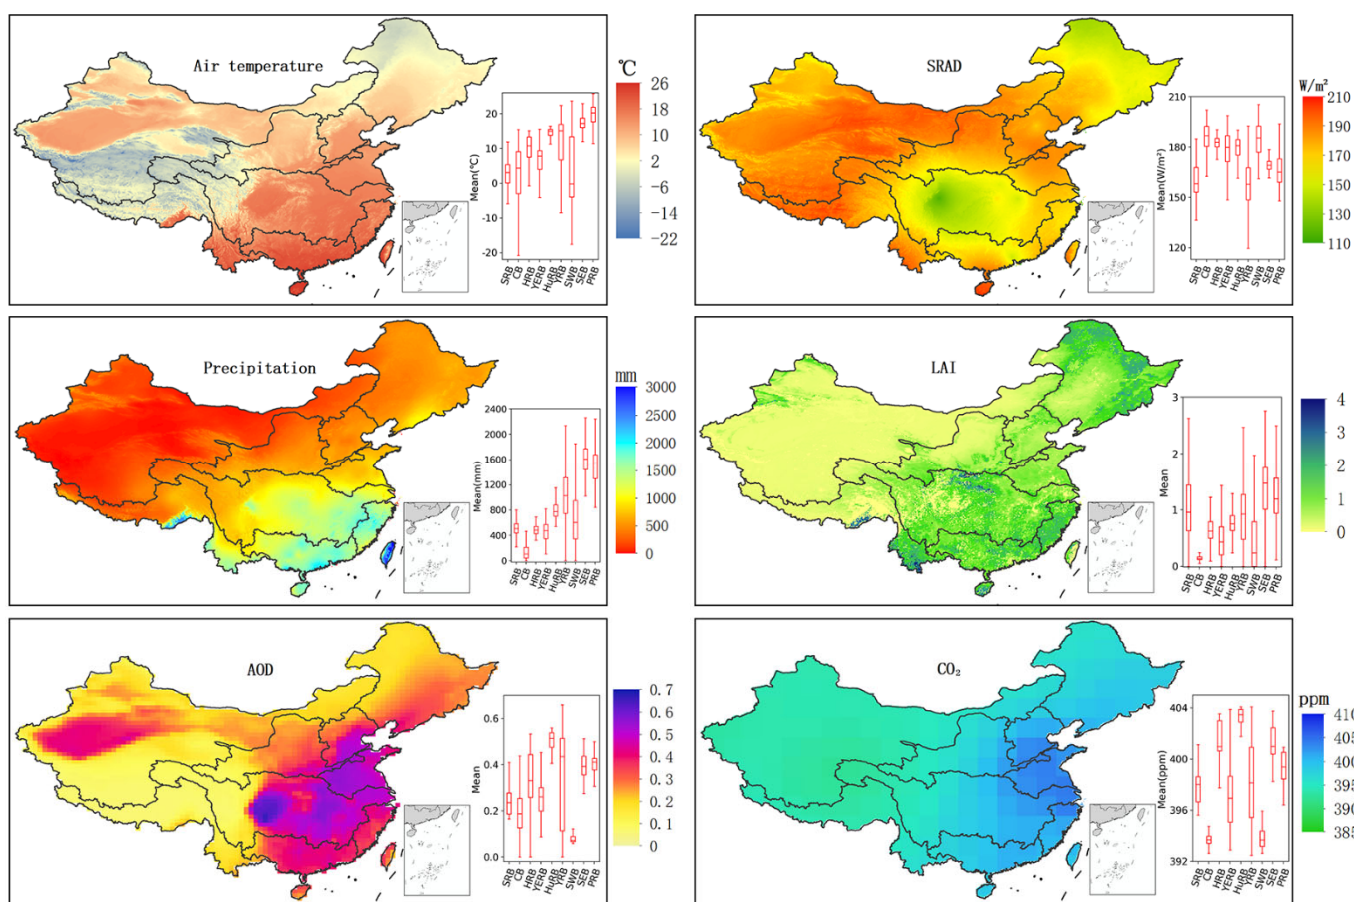 Air temperature
℃
26
18
10
2
−6
−14
−22
Mean(℃)
20
10
0
−10
−20
SRB
CB
HRB
YERB
HuRB
YRB
SWB
SEB
PRB
SRAD
W/m²
210
190
170
150
130
110
Mean(W/m²)
210
180
150
120
SRB
CB
HRB
YERB
HuRB
YRB
SWB
SEB
PRB
Precipitation
mm
3000
2500
2000
1500
1000
500
0
Mean(mm)
2400
2000
1600
1200
800
400
0
SRB
CB
HRB
YERB
HuRB
YRB
SWB
SEB
PRB
LAI
4
3
2
1
0
Mean
3
2
1
0
SRB
CB
HRB
YERB
HuRB
YRB
SWB
SEB
PRB
AOD
0.7
0.6
0.5
0.4
0.3
0.2
0.1
0
Mean
0.6
0.4
0.2
0.0
SRB
CB
HRB
YERB
HuRB
YRB
SWB
SEB
PRB
CO₂
ppm
410
405
400
395
390
385
Mean(ppm)
404
400
396
392
SRB
CB
HRB
YERB
HuRB
YRB
SWB
SEB
PRB